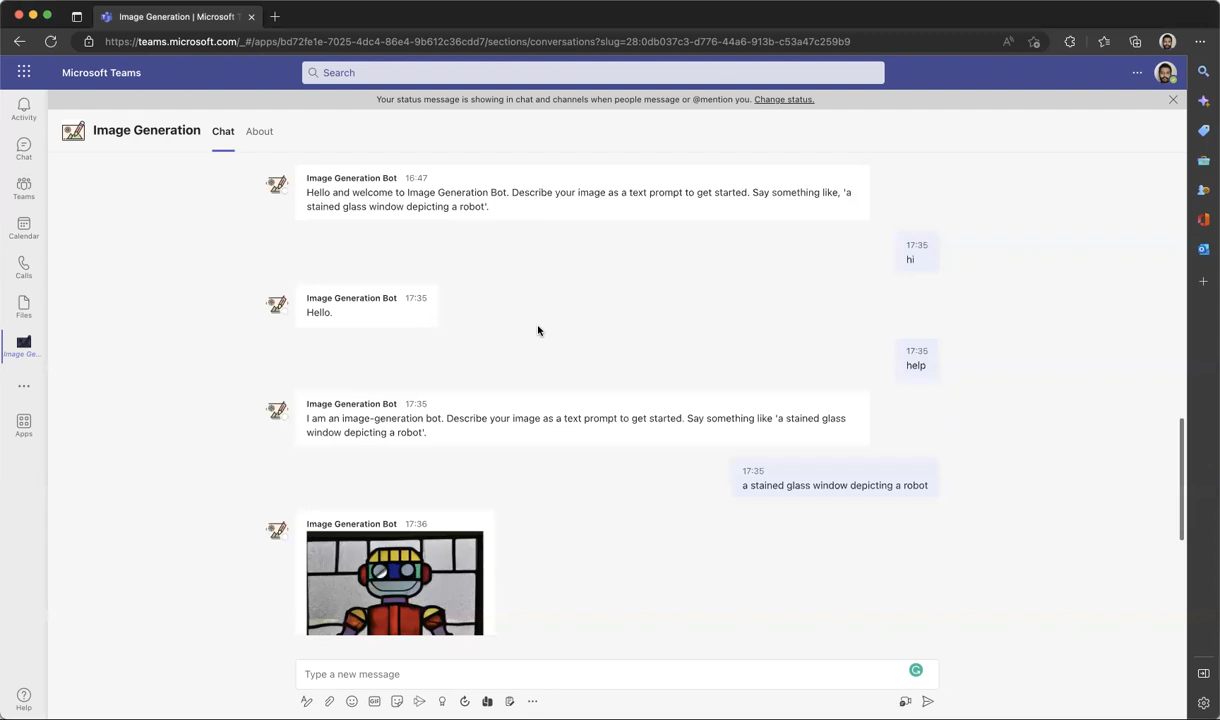 Image Generation | Microsoft T
https://teams.microsoft.com/_#/apps/bd72fe1e-7025-4dc4-86e4-9b612c36cdd7/sections/conversations?slug=28:0db037c3-d776-44a6-913b-c53a47c259b9
Microsoft Teams
Search
Your status message is showing in chat and channels when people message or @mention you. Change status.
Activity
Chat
Teams
Calendar
Calls
Files
Image Ge...
Apps
Help
Image Generation
Chat
About
Image Generation Bot 16:47
Hello and welcome to Image Generation Bot. Describe your image as a text prompt to get started. Say something like, 'a
stained glass window depicting a robot'.
17:35
hi
Image Generation Bot 17:35
Hello.
17:35
help
Image Generation Bot 17:35
I am an image-generation bot. Describe your image as a text prompt to get started. Say something like 'a stained glass
window depicting a robot'.
17:35
a stained glass window depicting a robot
Image Generation Bot 17:36
Type a new message
GIF